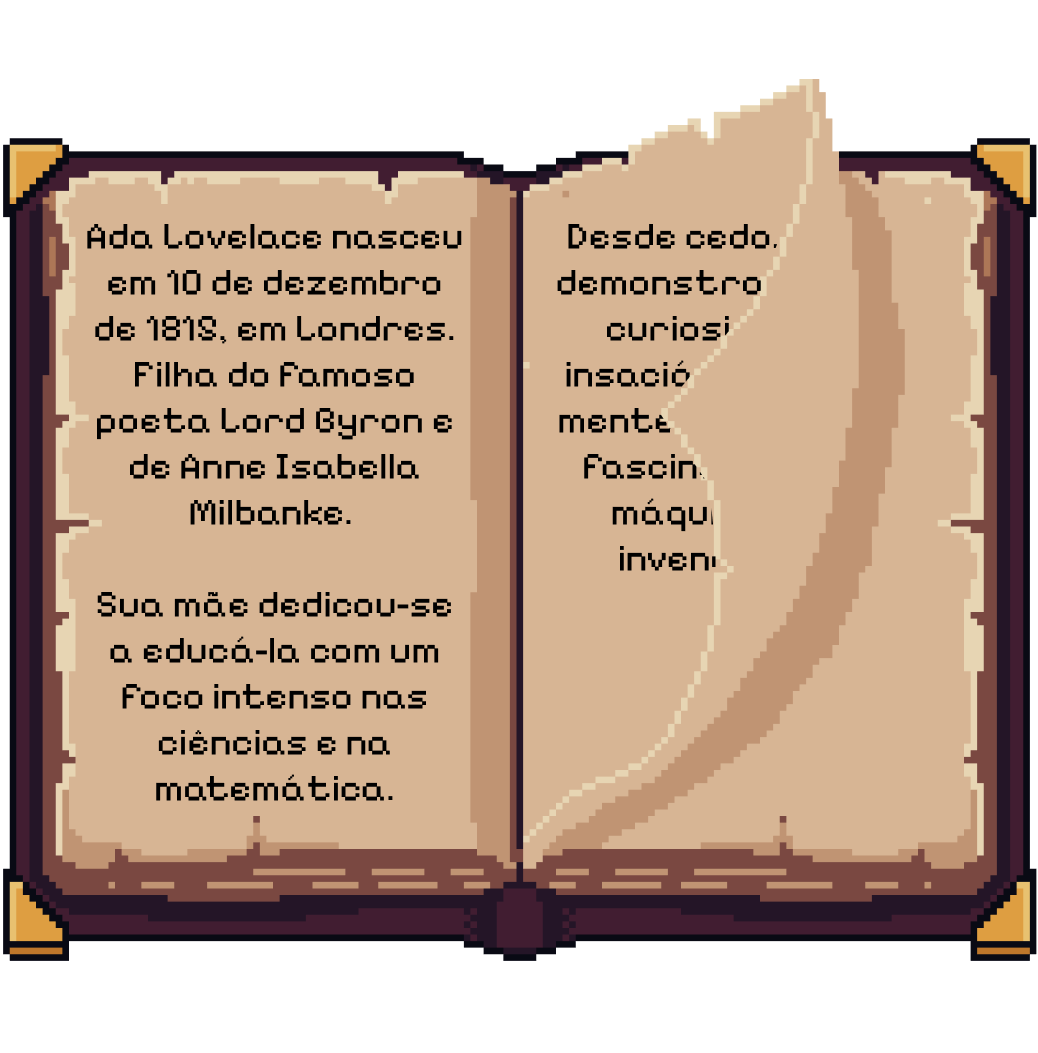 Ada Lovelace nasceu
em 10 de dezembro
de 1819, em Londres.
Filha do famoso
poeta Lord Byron e
de Anne Isabella
Milbanke.
Sua mãe dedicou-se
a educá-la com um
foco intenso nas
ciências e na
matemática.
Desde cedo,
demonstro
curiosi
insació
mente
fascin
máqu
inven